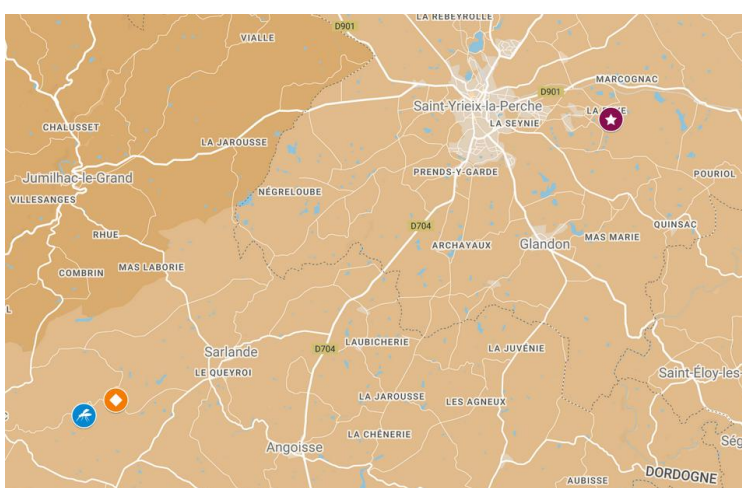 LA REBEYROLLE
D901
VIALLE
MARCOGNAC
D901
Saint-Yrieix-la-Perche
CHALUSSET
LA SEYNIE
LA JAROUSSE
PRENDS-Y-GARDE
POURIOL
Jumilhac-le-Grand
NÉGRELOUBE
VILLESANGES
D704
QUINSAC
RHUE
MAS MARIE
ARCHAYAUX
Glandon
MAS LABORIE
COMBRIN
LAUBICHERIE
D704
LA JUVÉNIE
Sarlande
LE QUEYROI
Saint-Éloy-les
LA JAROUSSE
LES AGNEUX
LA CHÊNERIE
Ség
Angoisse
DORDOGNE
AUBISSE